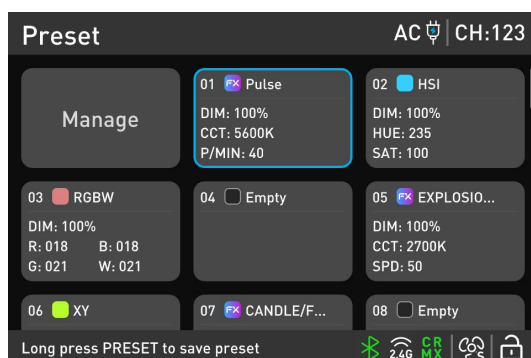 Preset
AC CH:123
Manage
01 FX Pulse
DIM: 100%
CCT: 5600K
P/MIN: 40
02 HSI
DIM: 100%
HUE: 235
SAT: 100
03 RGBW
DIM: 100%
R: 018 B: 018
G: 021 W: 021
04 Empty
05 FX EXPLOSIO...
DIM: 100%
CCT: 2700K
SPD: 50
06 XY
07 FX CANDLE/F...
08 Empty
Long press PRESET to save preset
2.4G
CR
MX
S